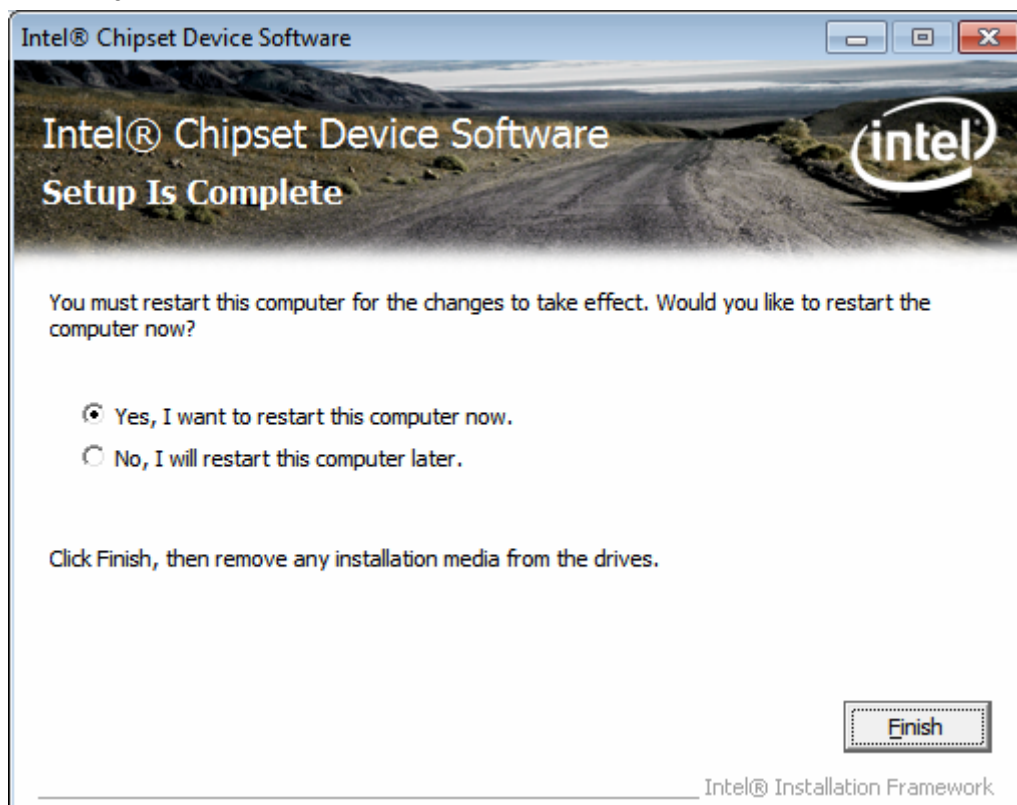 Intel® Chipset Device Software
Intel® Chipset Device Software
intel®
Setup Is Complete
You must restart this computer for the changes to take effect. Would you like to restart the
computer now?
Yes, I want to restart this computer now.
No, I will restart this computer later.
Click Finish, then remove any installation media from the drives.
Finish
Intel® Installation Framework